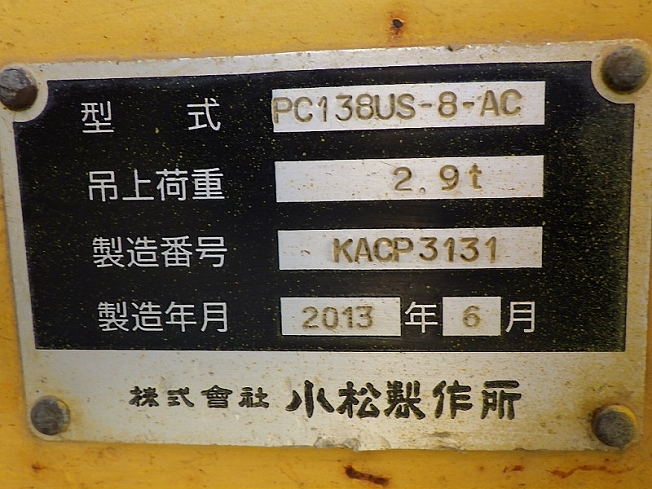 型 式 PC138US-8-AC
吊上荷重 2.9t
製造番号 KACP3131
製造年月 2013 年 6 月
株式會社 小松製作所